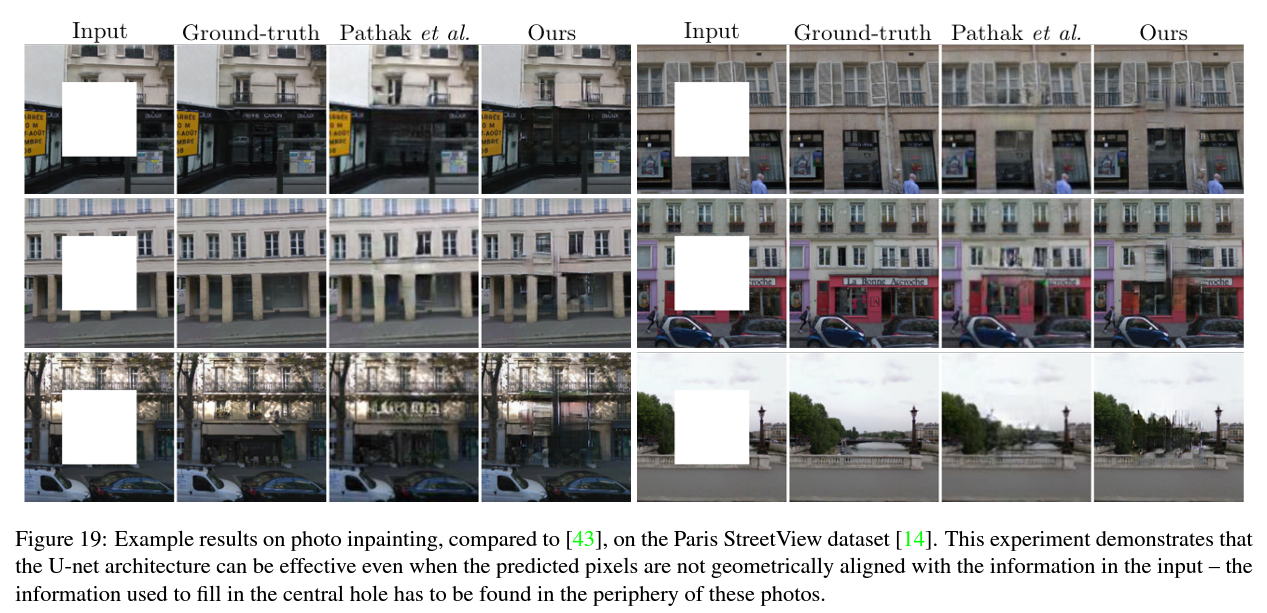 Input Ground-truth Pathak et al. Ours Input Ground-truth Pathak et al. Ours
La Bonne Accroche
Figure 19: Example results on photo inpainting, compared to [43], on the Paris StreetView dataset [14]. This experiment demonstrates that
the U-net architecture can be effective even when the predicted pixels are not geometrically aligned with the information in the input – the
information used to fill in the central hole has to be found in the periphery of these photos.